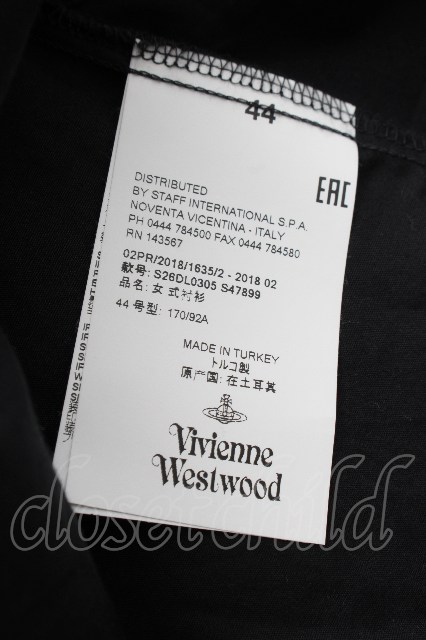 44
EAC
DISTRIBUTED
BY STAFF INTERNATIONAL S.P.A.
NOVENTA VICENTINA - ITALY
PH 0444 784500 FAX 0444 784580
RN 143567
02PR/2018/1635/2 - 2018 02
款号: S26DL0305 S47899
品名: 女式衬衫
44 号型: 170/92A
MADE IN TURKEY
トルコ製
原产国: 在土耳其
Vivienne
Westwood
closetchild